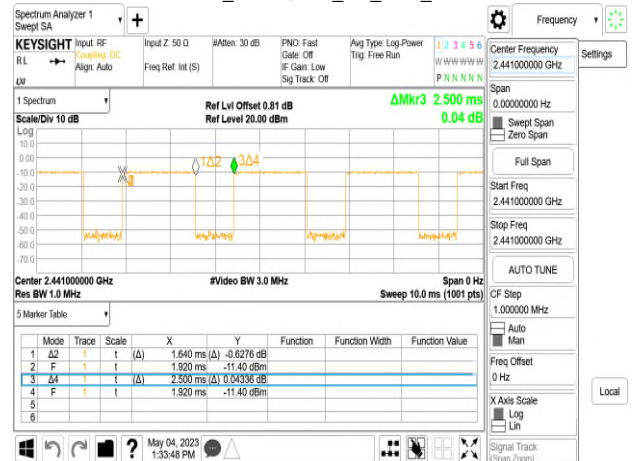 Spectrum Analyzer 1
Swept SA
Frequency
KEYSIGHT
RL
Input: RF
Coupling: DC
Align: Auto
Input Z: 50 Ω
Freq Ref: Int (S)
#Atten: 30 dB
PNO: Fast
Gate: Off
IF Gain: Low
Sig Track: Off
Avg Type: Log-Power
Trig: Free Run
1 2 3 4 5 6
W W W W W W
P N N N N N
1 Spectrum
Scale/Div 10 dB
Log
Ref Lvl Offset 0.81 dB
Ref Level 20.00 dBm
ΔMkr3 2.500 ms
0.04 dB
10.0
0.00
-10.0
-20.0
-30.0
-40.0
-50.0
-60.0
-70.0
1Δ2
3Δ4
Center 2.441000000 GHz
Res BW 1.0 MHz
#Video BW 3.0 MHz
Span 0 Hz
Sweep 10.0 ms (1001 pts)
5 Marker Table
Mode Trace Scale X Y Function Function Width Function Value
1 Δ2 1 t (Δ) 1.640 ms (Δ) -0.6276 dB
2 F 1 t 1.920 ms -11.40 dBm
3 Δ4 1 t (Δ) 2.500 ms (Δ) 0.04336 dB
4 F 1 t 1.920 ms -11.40 dBm
5
6
May 04, 2023
1:33:48 PM
Center Frequency
2.441000000 GHz
Span
0.00000000 Hz
Swept Span
Zero Span
Full Span
Start Freq
2.441000000 GHz
Stop Freq
2.441000000 GHz
AUTO TUNE
CF Step
1.000000 MHz
Auto
Man
Freq Offset
0 Hz
X Axis Scale
Log
Lin
Signal Track
(Span Zoom)
Settings
Local